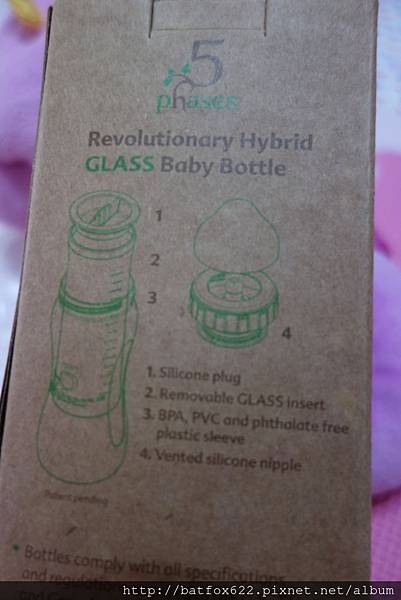 5
phases
Revolutionary Hybrid
GLASS Baby Bottle
1
2
3
4
1. Silicone plug
2. Removable GLASS insert
3. BPA, PVC and phthalate free
plastic sleeve
4. Vented silicone nipple
Patent pending
* Bottles comply with all specifications
and
http://batfox622.pixnet.net/album